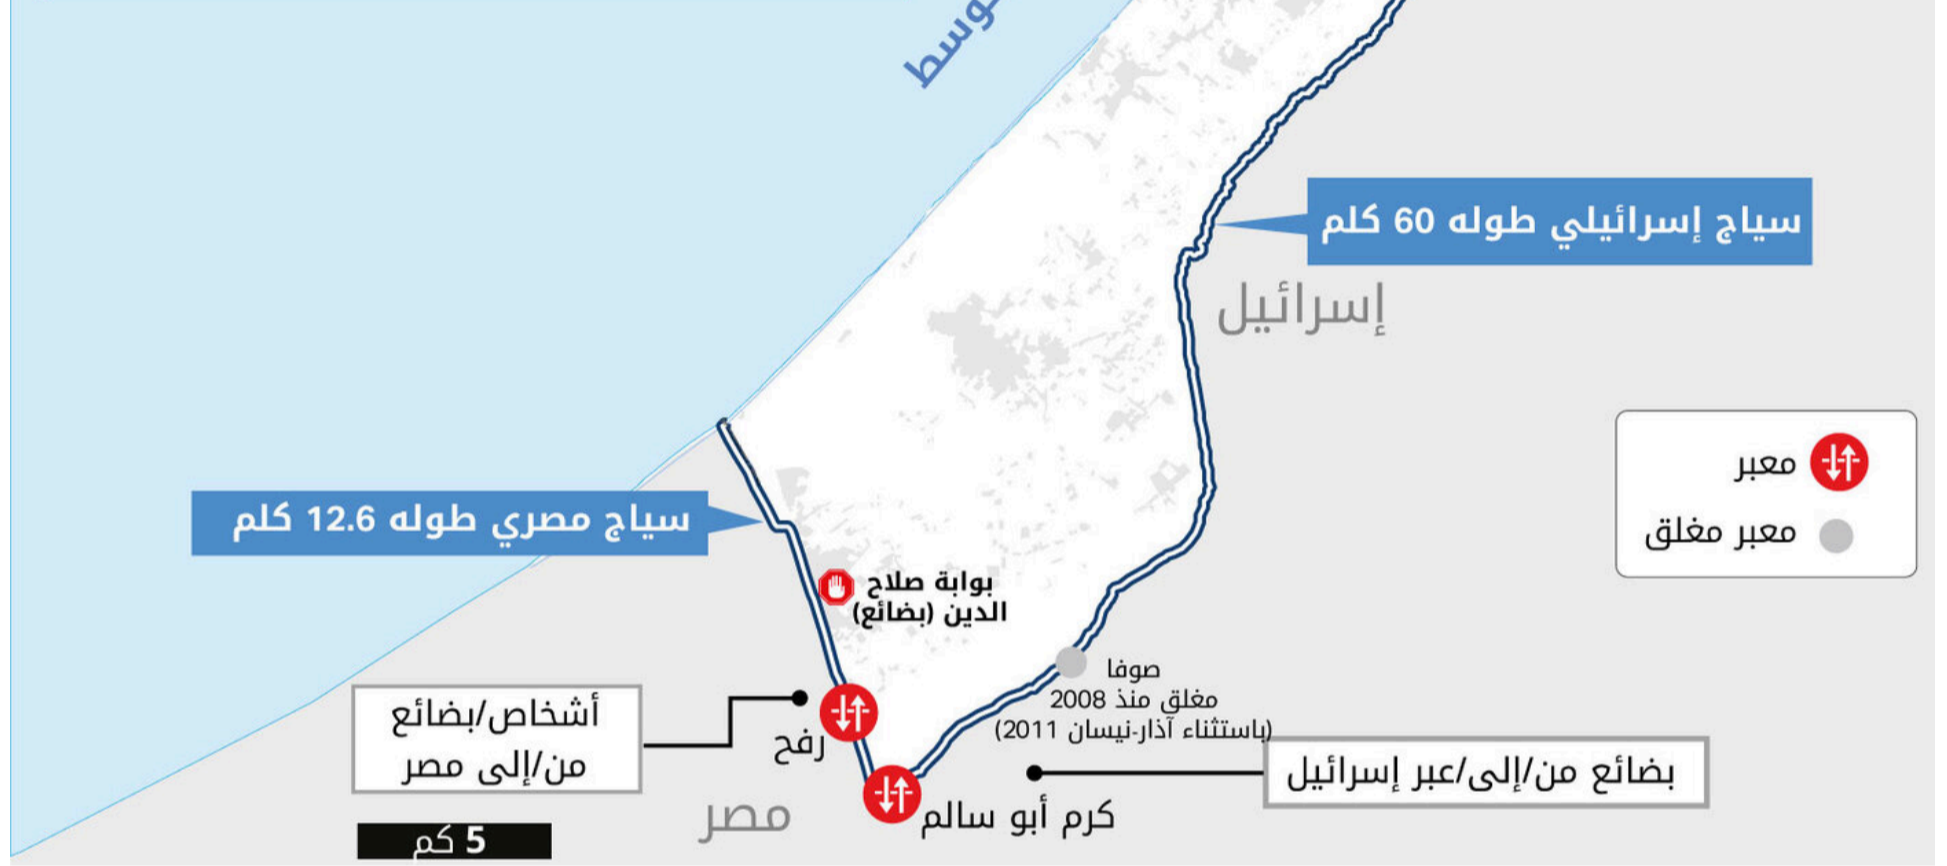 سياج إسرائيلي طوله 60 كلم
إسرائيل
معبر
معبر مغلق
سياج مصري طوله 12.6 كلم
بوابة صلاح
الدين (بضائع)
صوفا
مغلق منذ 2008
(باستثناء آذار-نيسان 2011)
أشخاص/بضائع
من/إلى مصر
رفح
بضائع من/إلى/عبر إسرائيل
كرم أبو سالم
مصر
5 كم